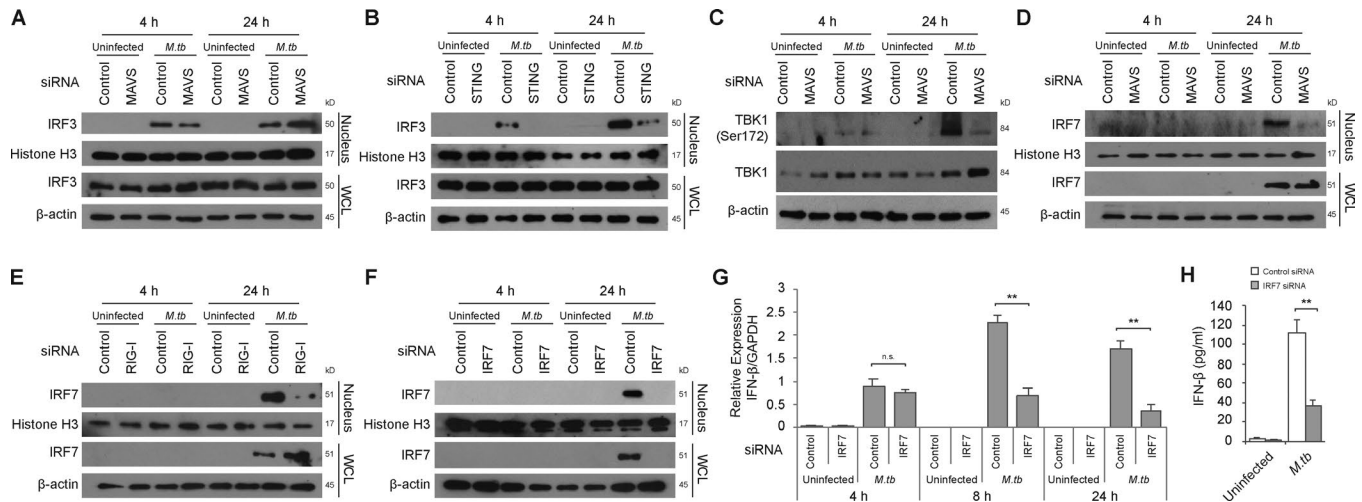 A
4 h 24 h
Uninfected M.tb Uninfected M.tb
siRNA Control MAVS Control MAVS Control MAVS Control MAVS
kD
IRF3 50
Histone H3 17
Nucleus
IRF3 50
β-actin 45
WCL
B
4 h 24 h
Uninfected M.tb Uninfected M.tb
siRNA Control STING Control STING Control STING Control STING
kD
IRF3 50
Histone H3 17
Nucleus
IRF3 50
β-actin 45
WCL
C
4 h 24 h
Uninfected M.tb Uninfected M.tb
siRNA Control MAVS Control MAVS Control MAVS Control MAVS
kD
TBK1
(Ser172) 84
TBK1 84
β-actin 45
D
4 h 24 h
Uninfected M.tb Uninfected M.tb
siRNA Control MAVS Control MAVS Control MAVS Control MAVS
kD
IRF7 51
Histone H3 17
Nucleus
IRF7 51
β-actin 45
WCL
E
4 h 24 h
Uninfected M.tb Uninfected M.tb
siRNA Control RIG-I Control RIG-I Control RIG-I Control RIG-I
kD
IRF7 51
Histone H3 17
Nucleus
IRF7 51
β-actin 45
WCL
F
4 h 24 h
Uninfected M.tb Uninfected M.tb
siRNA Control IRF7 Control IRF7 Control IRF7 Control IRF7
kD
IRF7 51
Histone H3 17
Nucleus
IRF7 51
β-actin 45
WCL
G
Relative Expression
IFN-β/GAPDH
3
2.5
2
1.5
1
0.5
0
n.s.
**
**
siRNA Control IRF7 Control IRF7 Control IRF7 Control IRF7 Control IRF7 Control IRF7
Uninfected M.tb Uninfected M.tb Uninfected M.tb
4 h 8 h 24 h
H
Control siRNA
IRF7 siRNA
IFN-β (pg/ml)
140
120
100
80
60
40
20
0
**
Uninfected M.tb